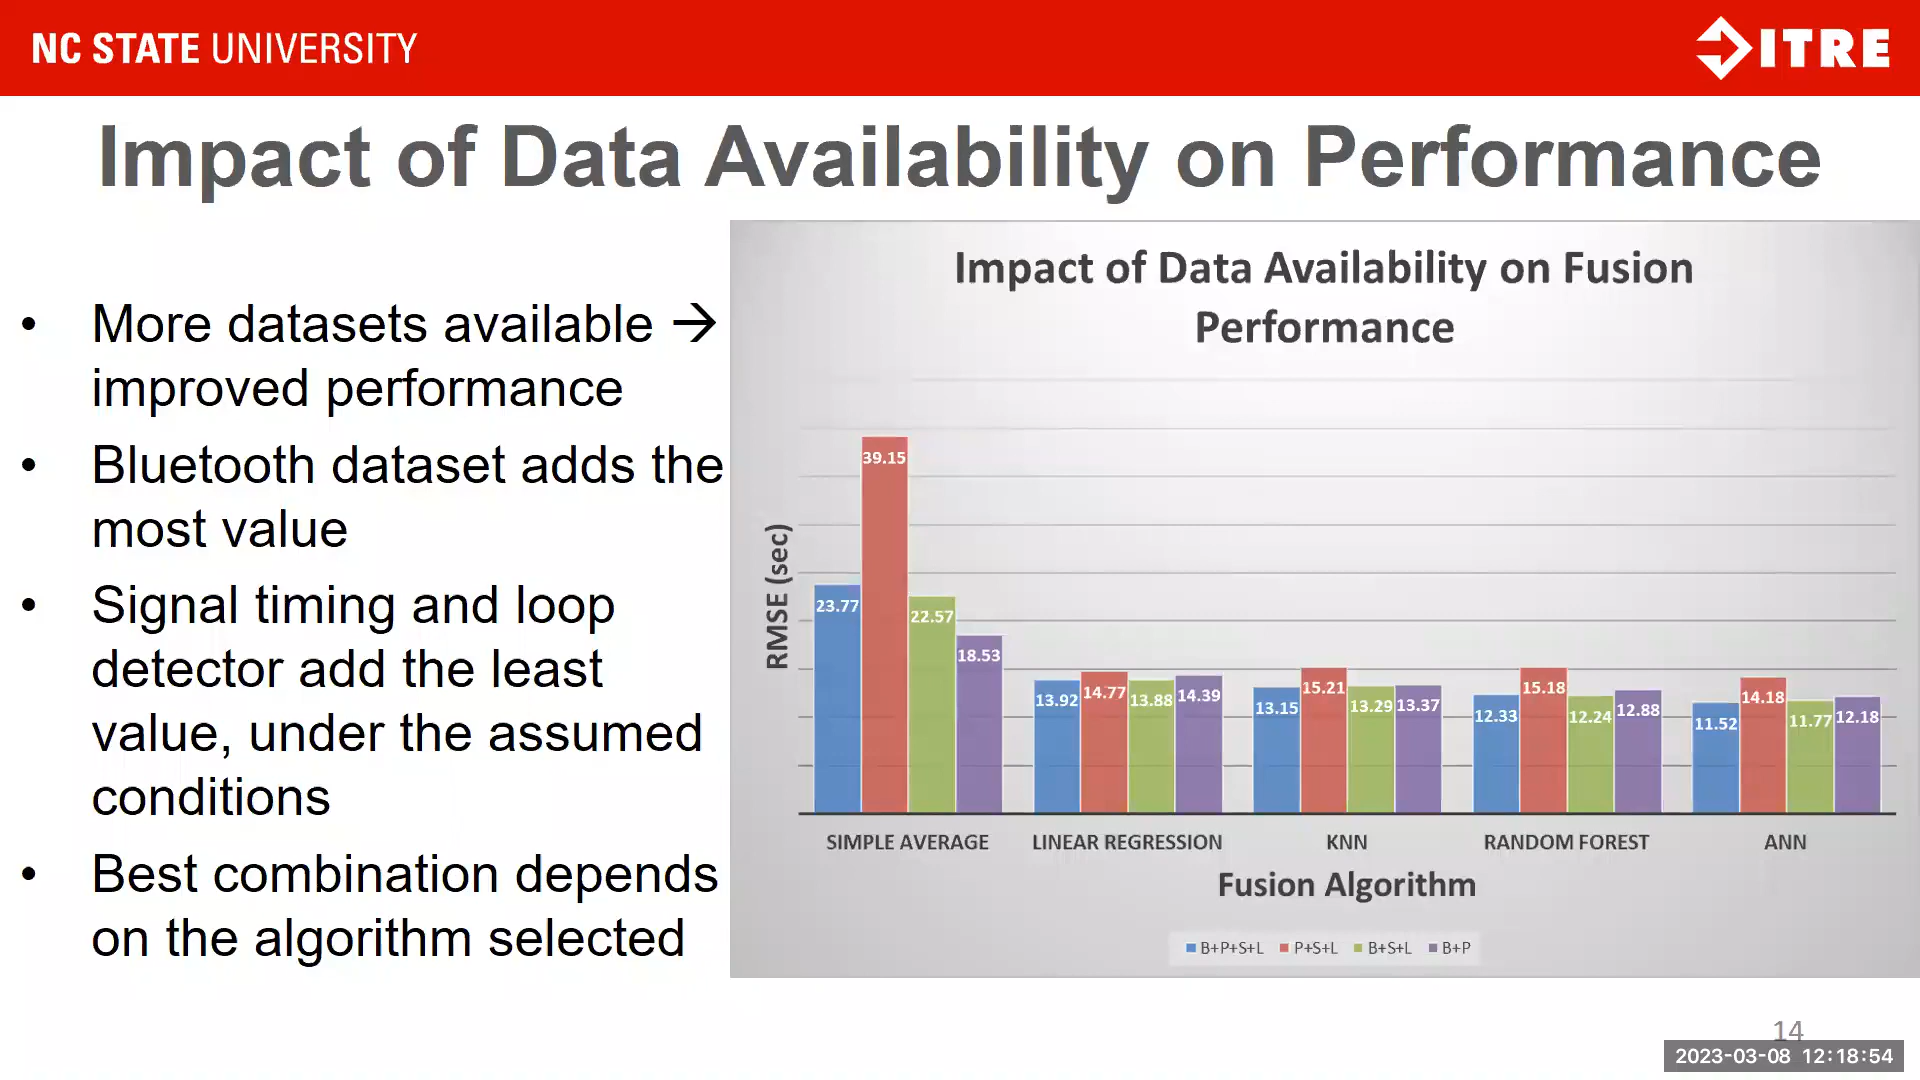 NC STATE UNIVERSITY
ITRE
Impact of Data Availability on Performance
• More datasets available →
improved performance
• Bluetooth dataset adds the
most value
• Signal timing and loop
detector add the least
value, under the assumed
conditions
• Best combination depends
on the algorithm selected
Impact of Data Availability on Fusion
Performance
RMSE (sec)
23.77 39.15 22.57 18.53
13.92 14.77 13.88 14.39
13.15 15.21 13.29 13.37
12.33 15.18 12.24 12.88
11.52 14.18 11.77 12.18
SIMPLE AVERAGE LINEAR REGRESSION KNN RANDOM FOREST ANN
Fusion Algorithm
B+P+S+L P+S+L B+S+L B+P
14
2023-03-08 12:18:54